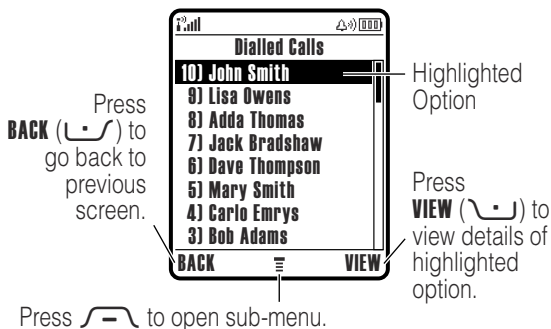 Dialled Calls
10) John Smith
9) Lisa Owens
8) Adda Thomas
7) Jack Bradshaw
6) Dave Thompson
5) Mary Smith
4) Carlo Emrys
3) Bob Adams
BACK
VIEW
Highlighted
Option
Press
BACK ( ) to
go back to
previous
screen.
Press
VIEW ( ) to
view details of
highlighted
option.
Press to open sub-menu.